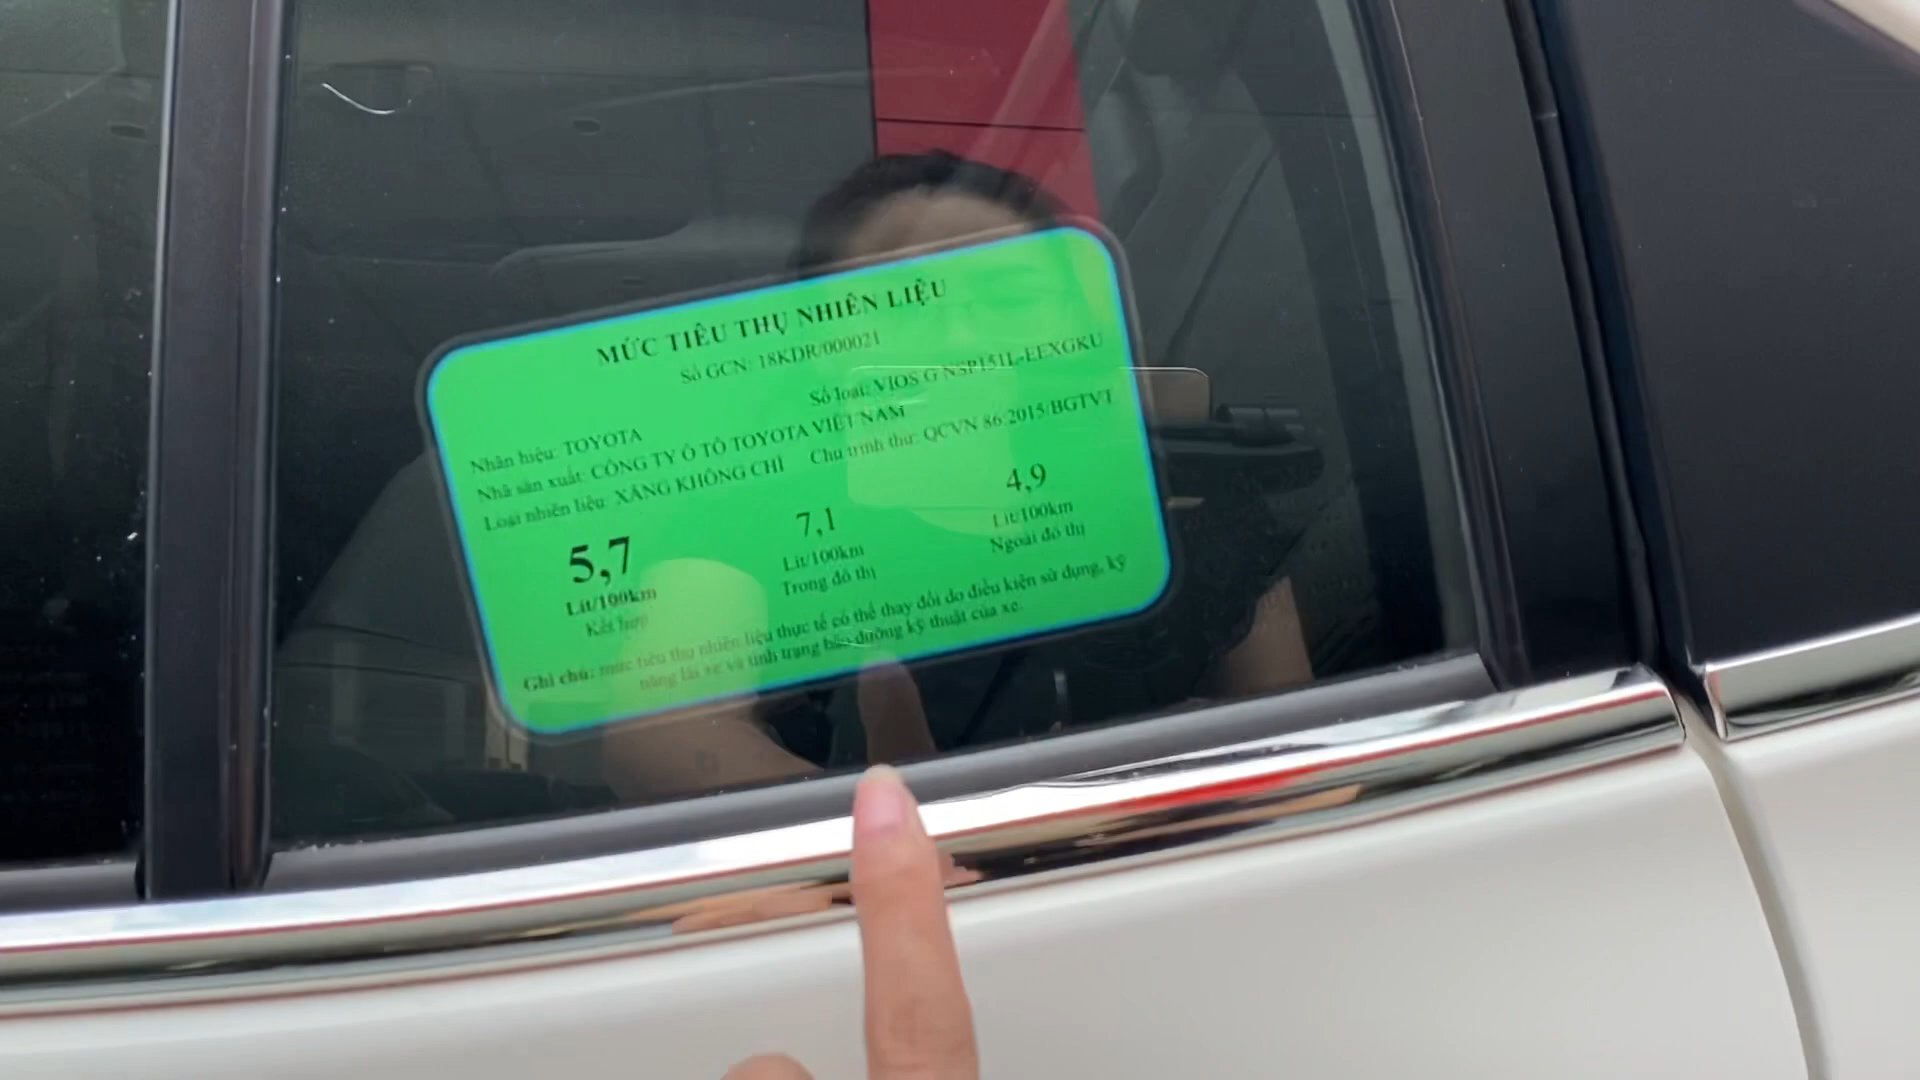 MỨC TIÊU THỤ NHIÊN LIỆU
Số GCN: 18KDR/000021
Nhãn hiệu: TOYOTA
Số loại: VIOS G NSP151L-EEXGKU
Nhà sản xuất: CÔNG TY Ô TÔ TOYOTA VIỆT NAM
Loại nhiên liệu: XĂNG KHÔNG CHÌ
Chu trình thử: QCVN 86:2015/BGTVT
5,7
Lít/100km
Kết hợp
7,1
Lít/100km
Trong đô thị
4,9
Lít/100km
Ngoài đô thị
Ghi chú: mức tiêu thụ nhiên liệu thực tế có thể thay đổi do điều kiện sử dụng, kỹ
năng lái xe và tình trạng bảo dưỡng kỹ thuật của xe.